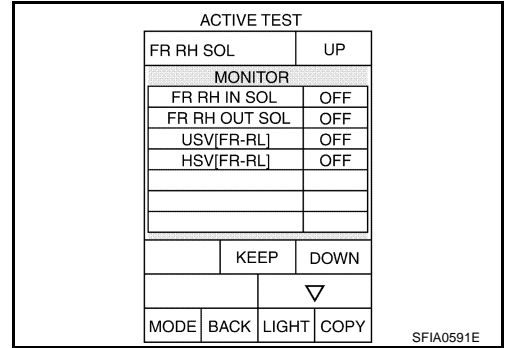 ACTIVE TEST
FR RH SOL UP
MONITOR
FR RH IN SOL OFF
FR RH OUT SOL OFF
USV[FR-RL] OFF
HSV[FR-RL] OFF
KEEP DOWN
MODE BACK LIGHT COPY
SFIA0591E